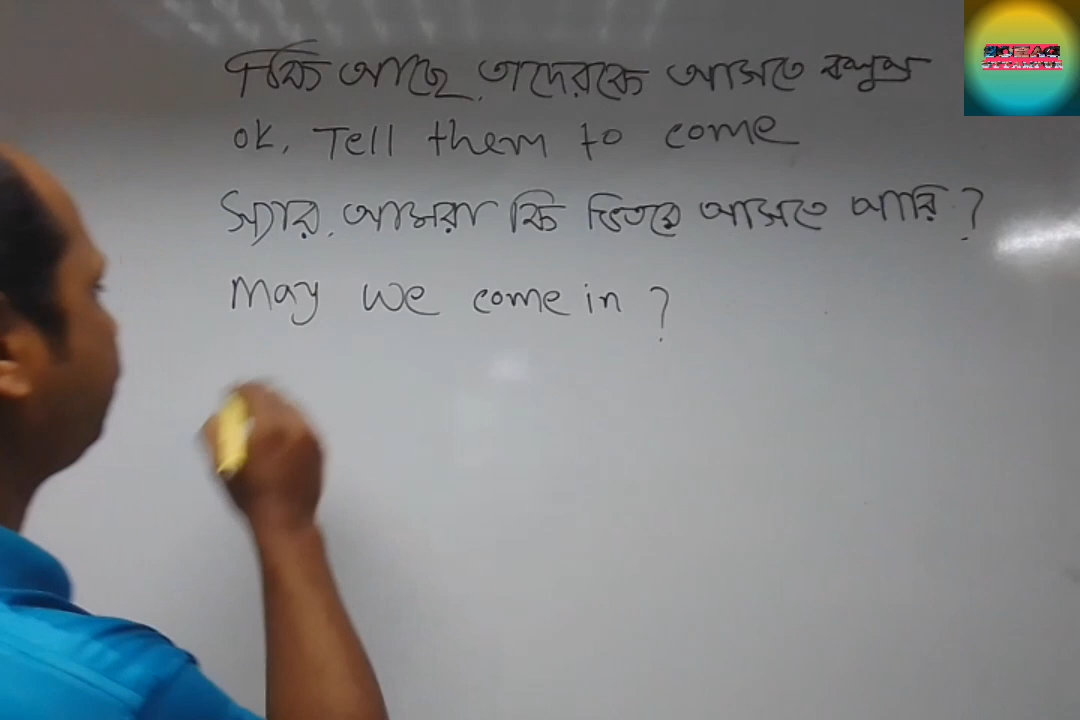 ঠিক আছে, তাদেরকে আসতে বলুন
OK, Tell them to come
স্যার, আমরা কি ভিতরে আসতে পারি?
May we come in?